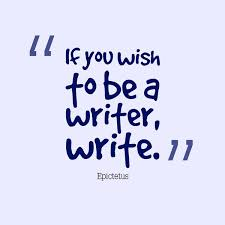 "If you wish
to be a
writer,
write."
Epictetus